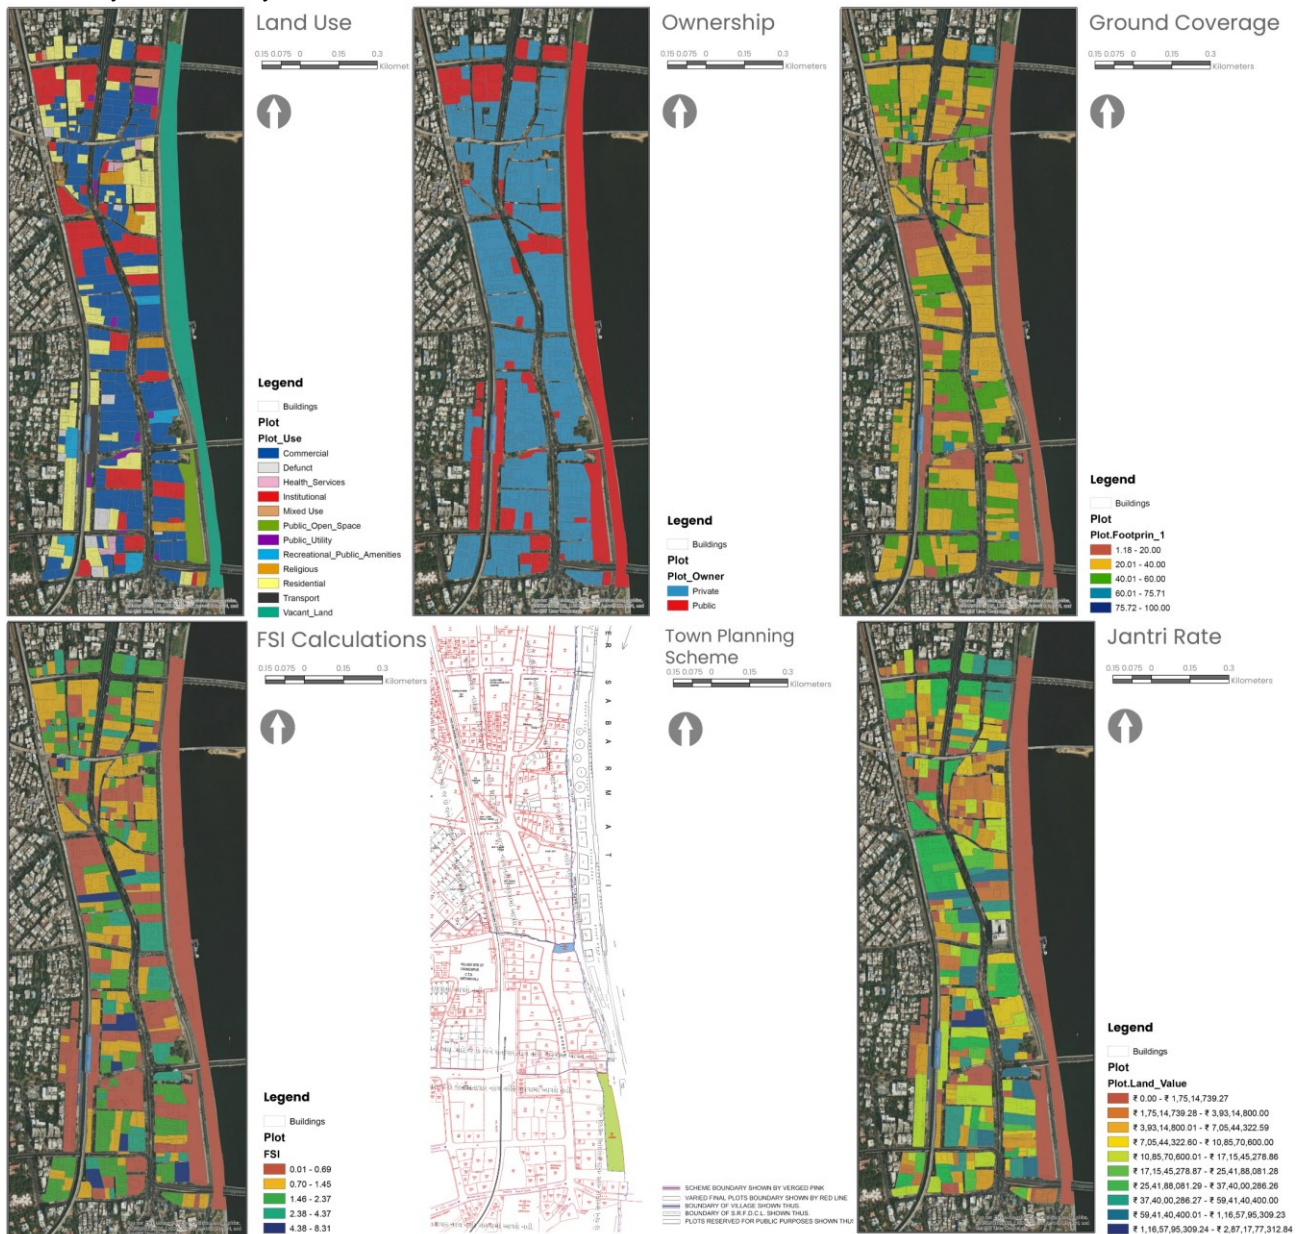 Land Use
0.15 0.075 0 0.15 0.3
Kilomet
Legend
Buildings
Plot
Plot_Use
Commercial
Defunct
Health_Services
Institutional
Mixed Use
Public_Open_Space
Public_Utility
Recreational_Public_Amenities
Religious
Residential
Transport
Vacant_Land
Ownership
0.15 0.075 0 0.15 0.3
Kilometers
Legend
Buildings
Plot
Plot_Owner
Private
Public
Ground Coverage
0.15 0.075 0 0.15 0.3
Kilometers
Legend
Buildings
Plot
Plot.Footprin_1
1.18 - 20.00
20.01 - 40.00
40.01 - 60.00
60.01 - 75.71
75.72 - 100.00
FSI Calculations
0.15 0.075 0 0.15 0.3
Kilometers
Legend
Buildings
Plot
FSI
0.01 - 0.69
0.70 - 1.45
1.46 - 2.37
2.38 - 4.37
4.38 - 8.31
Town Planning
Scheme
0.15 0.075 0 0.15 0.3
Kilometers
E R S A B A R M A T I
SCHEME BOUNDARY SHOWN BY VERGED PINK
VARIED FINAL PLOTS BOUNDARY SHOWN BY RED LINE
BOUNDARY OF VILLAGE SHOWN THUS.
BOUNDARY OF S.R.F.D.C.L. SHOWN THUS.
PLOTS RESERVED FOR PUBLIC PURPOSES SHOWN THUS
Jantri Rate
0.15 0.075 0 0.15 0.3
Kilometers
Legend
Buildings
Plot
Plot.Land_Value
₹ 0.00 - ₹ 1,75,14,739.27
₹ 1,75,14,739.28 - ₹ 3,93,14,800.00
₹ 3,93,14,800.01 - ₹ 7,05,44,322.59
₹ 7,05,44,322.60 - ₹ 10,85,70,600.00
₹ 10,85,70,600.01 - ₹ 17,15,45,278.86
₹ 17,15,45,278.87 - ₹ 25,41,88,081.28
₹ 25,41,88,081.29 - ₹ 37,40,00,286.26
₹ 37,40,00,286.27 - ₹ 59,41,40,400.00
₹ 59,41,40,400.01 - ₹ 1,16,57,95,309.23
₹ 1,16,57,95,309.24 - ₹ 2,87,17,77,312.84